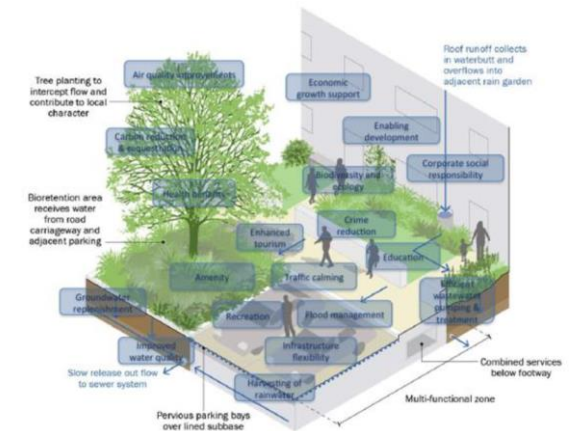 Roof runoff collects
in waterbutt and
overflows into
adjacent rain garden
Tree planting to
intercept flow and
contribute to local
character
Air quality improvements
Economic
growth support
Enabling
development
Carbon reduction
& sequestration
Corporate social
responsibility
Biodiversity and
ecology
Health benefits
Bioretention area
receives water
from road
carriageway and
adjacent parking
Crime
reduction
Enhanced
tourism
Education
Amenity
Traffic calming
Efficient
wastewater
pumping &
treatment
Groundwater
replenishment
Recreation
Flood management
Improved
water quality
Infrastructure
flexibility
Slow release out flow
to sewer system
Harvesting of
rainwater
Combined services
below footway
Multi-functional zone
Pervious parking bays
over lined subbase